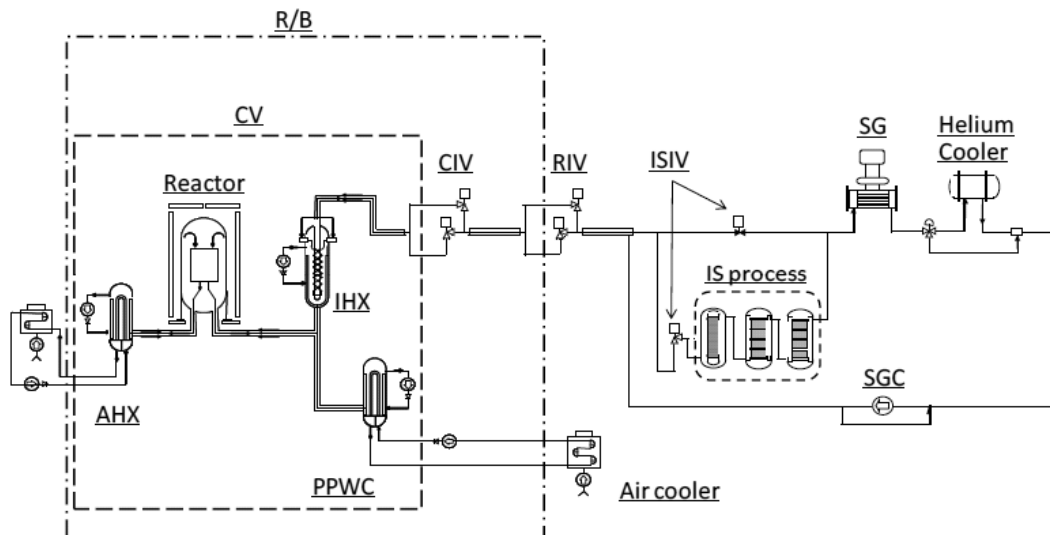 R/B
CV
Reactor
CIV
RIV
ISIV
SG
Helium
Cooler
IHX
IS process
AHX
SGC
PPWC
Air cooler